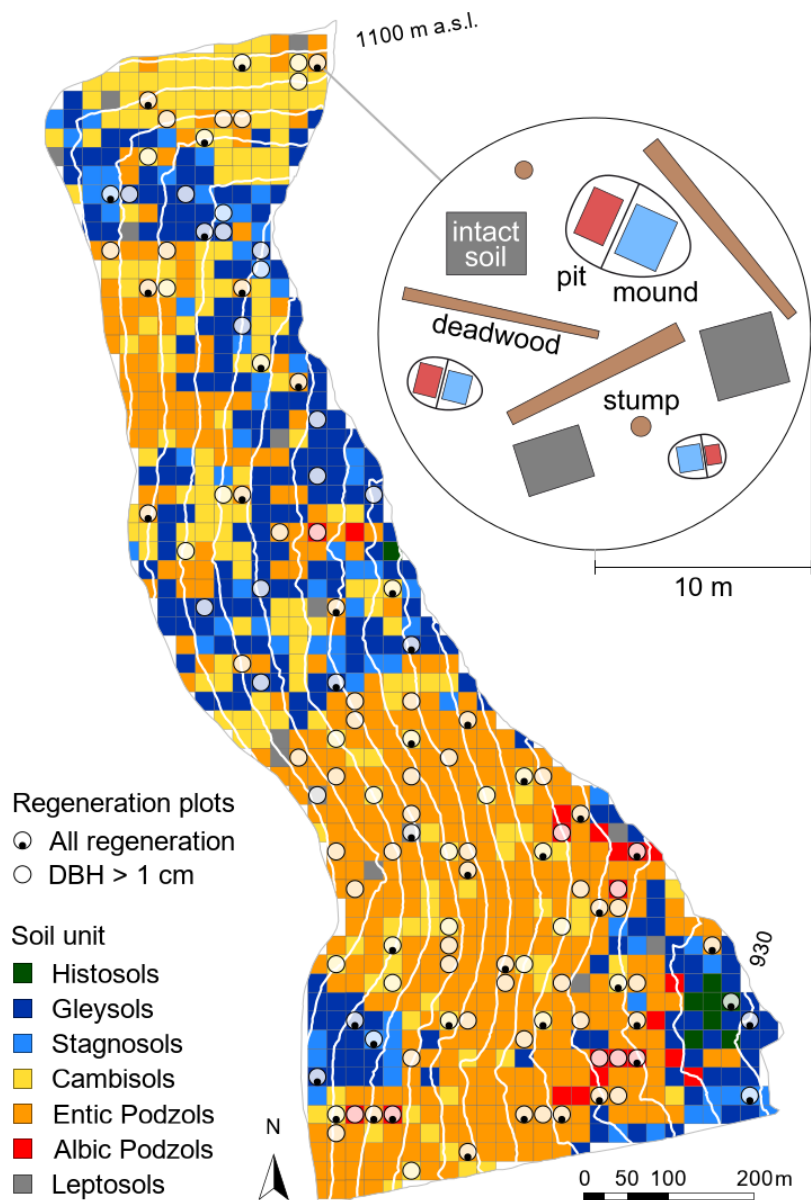 1100 m a.s.l.
intact
soil
pit
mound
deadwood
stump
10 m
Regeneration plots
All regeneration
DBH > 1 cm
Soil unit
Histosols
Gleysols
Stagnosols
Cambisols
Entic Podzols
Albic Podzols
Leptosols
930
N
0 50 100 200m